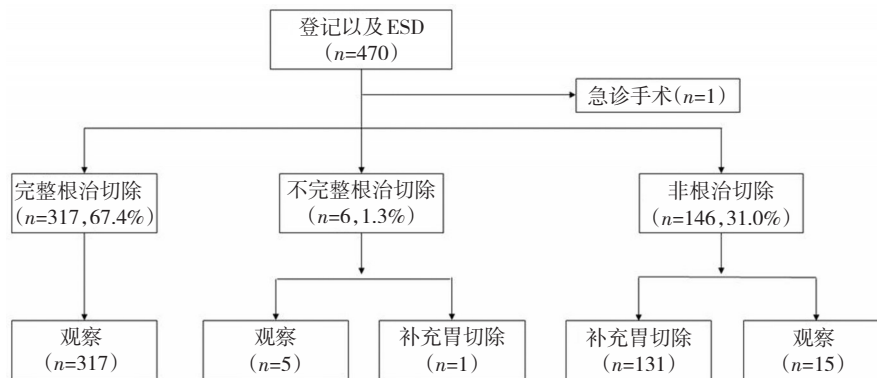 登记以及ESD
(n=470)
急诊手术(n=1)
完整根治切除
(n=317,67.4%)
不完整根治切除
(n=6,1.3%)
非根治切除
(n=146,31.0%)
观察
(n=317)
观察
(n=5)
补充胃切除
(n=1)
补充胃切除
(n=131)
观察
(n=15)